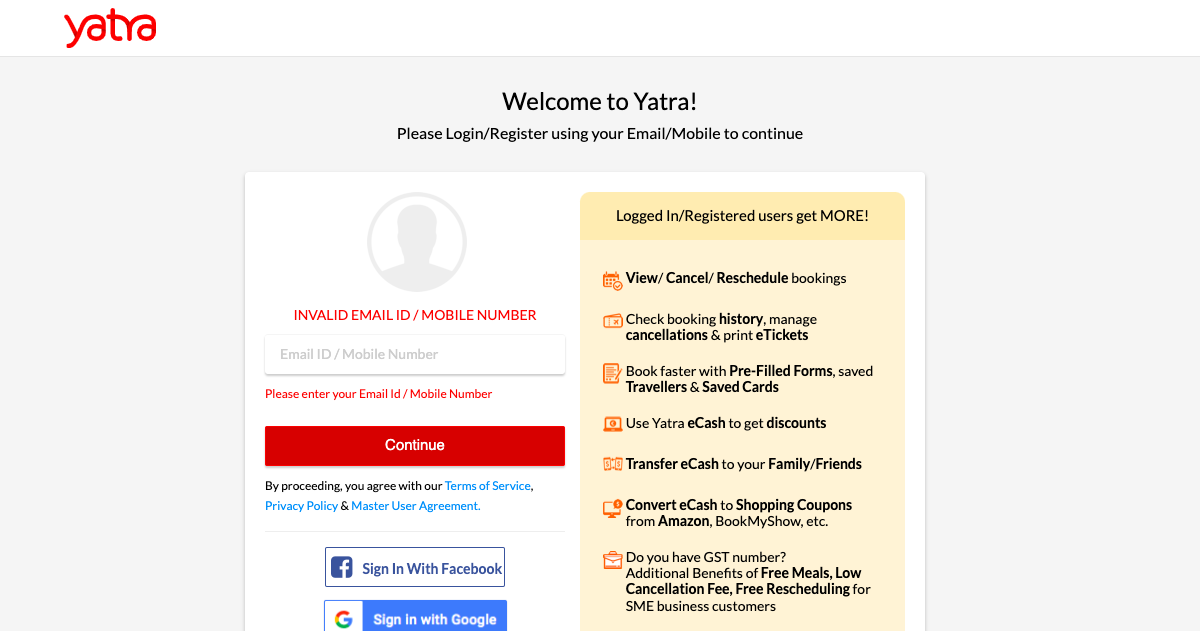 yatra
Welcome to Yatra!
Please Login/Register using your Email/Mobile to continue
INVALID EMAIL ID / MOBILE NUMBER
Email ID / Mobile Number
Please enter your Email Id / Mobile Number
Continue
By proceeding, you agree with our Terms of Service,
Privacy Policy & Master User Agreement.
Sign In With Facebook
Sign in with Google
Logged In/Registered users get MORE!
View/ Cancel/ Reschedule bookings
Check booking history, manage
cancellations & print eTickets
Book faster with Pre-Filled Forms, saved
Travellers & Saved Cards
Use Yatra eCash to get discounts
Transfer eCash to your Family/Friends
Convert eCash to Shopping Coupons
from Amazon, BookMyShow, etc.
Do you have GST number?
Additional Benefits of Free Meals, Low
Cancellation Fee, Free Rescheduling for
SME business customers